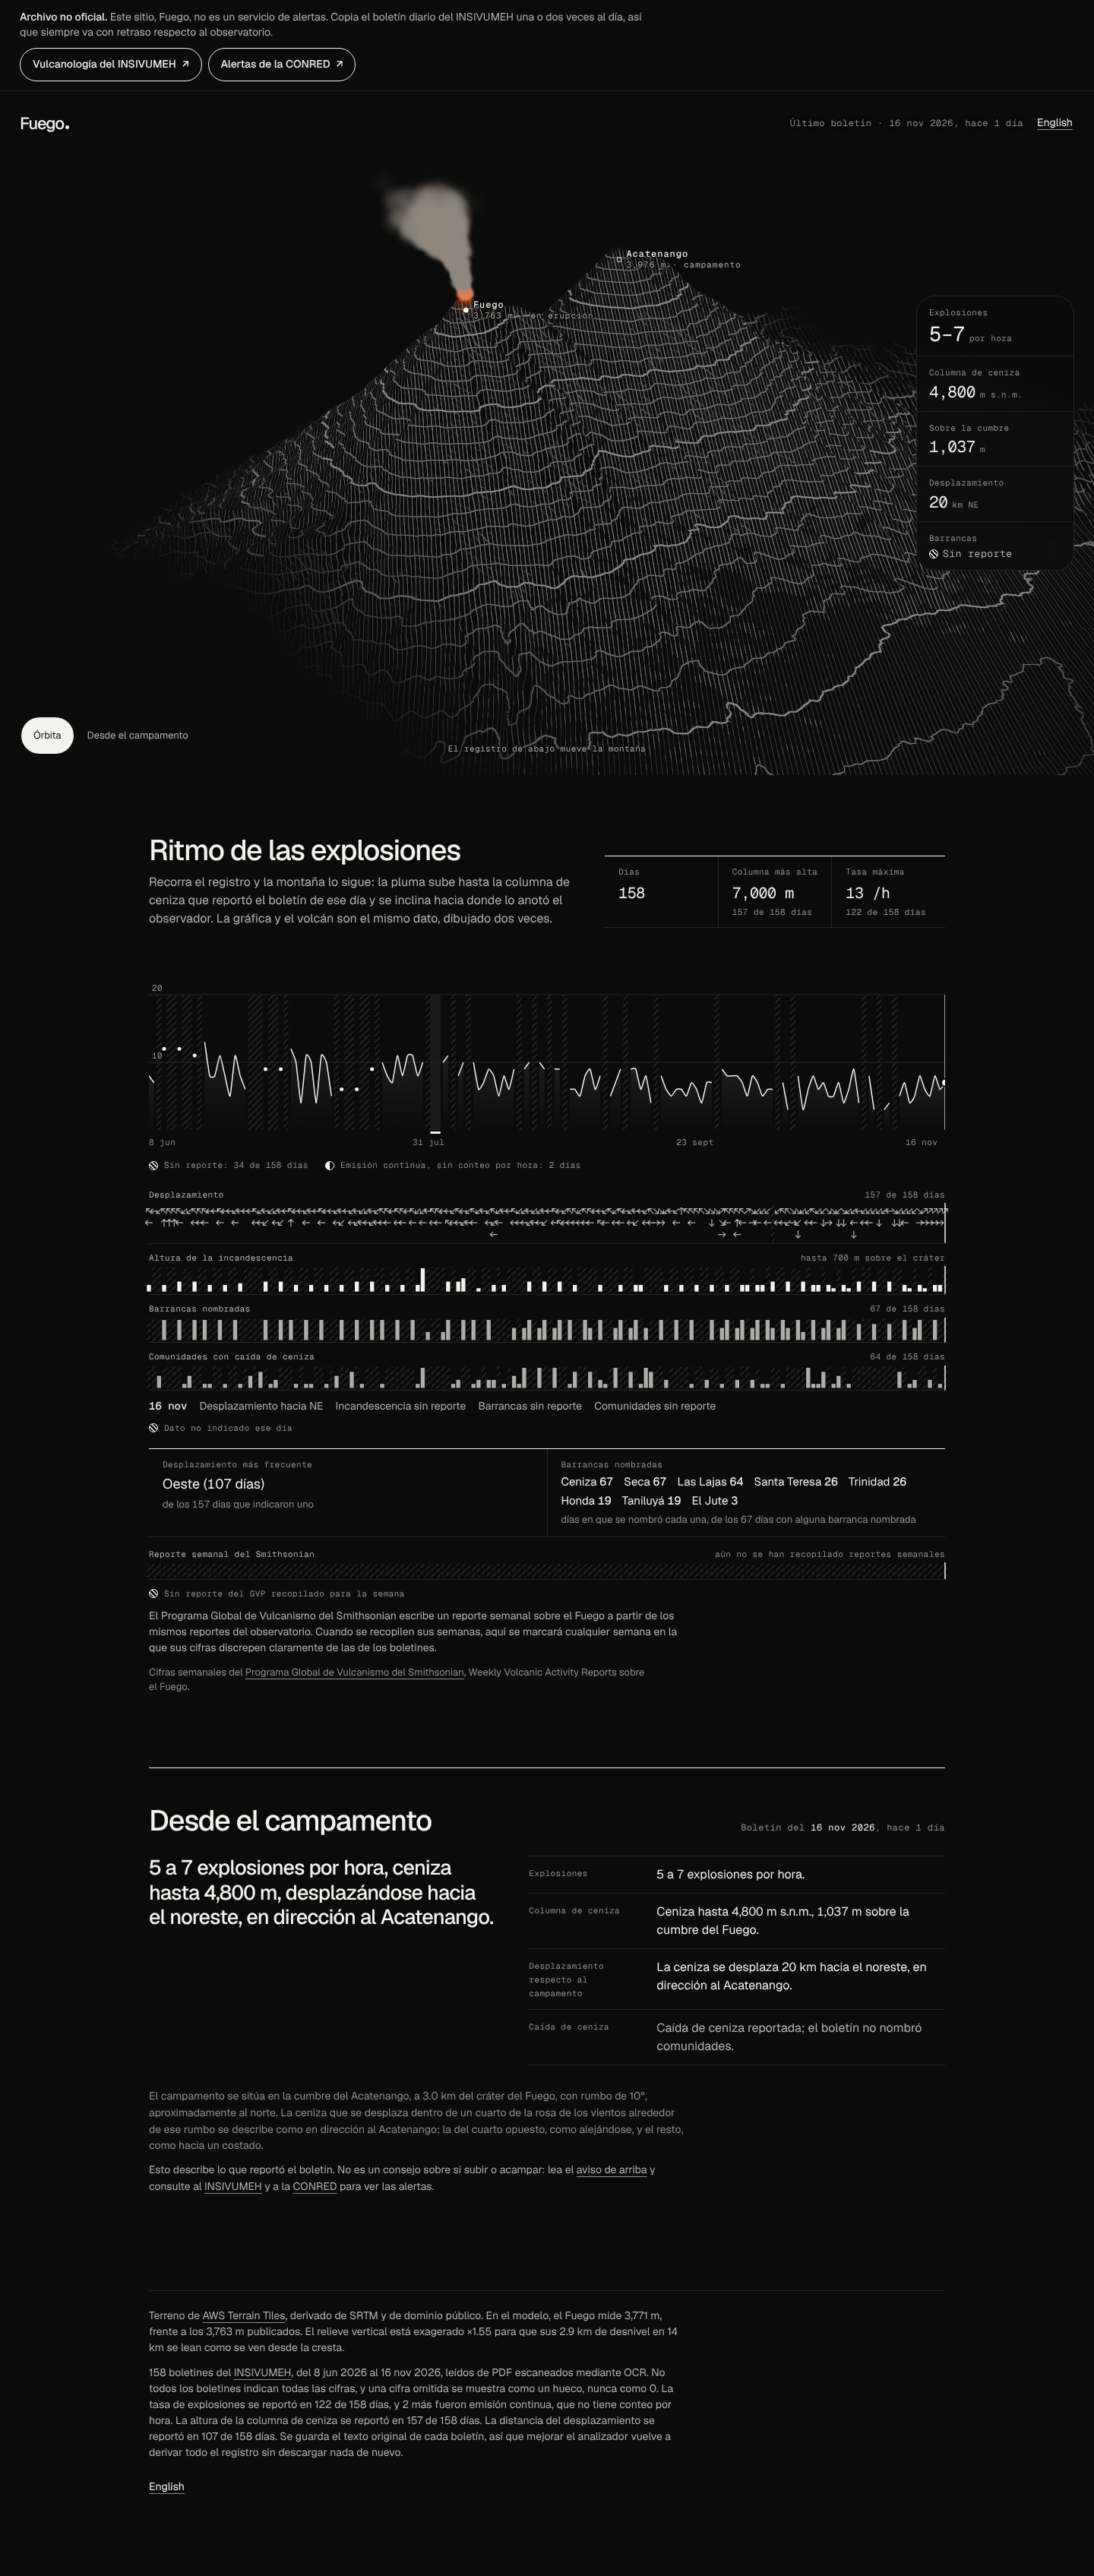 Archivo no oficial. Este sitio, Fuego, no es un servicio de alertas. Copia el boletín diario del INSIVUMEH una o dos veces al día, así
que siempre va con retraso respecto al observatorio.
Vulcanología del INSIVUMEH ↗
Alertas de la CONRED ↗
Fuego.
Último boletín · 16 nov 2026, hace 1 día
English
Acatenango
3,976 m · campamento
Fuego
3,763 m · en erupción
Explosiones
5–7 por hora
Columna de ceniza
4,800 m s.n.m.
Sobre la cumbre
1,037 m
Desplazamiento
20 km NE
Barrancas
Sin reporte
Órbita
Desde el campamento
El registro de abajo mueve la montaña
Ritmo de las explosiones
Recorra el registro y la montaña lo sigue: la pluma sube hasta la columna de
ceniza que reportó el boletín de ese día y se inclina hacia donde lo anotó el
observador. La gráfica y el volcán son el mismo dato, dibujado dos veces.
Días
158
Columna más alta
7,000 m
157 de 158 días
Tasa máxima
13 /h
122 de 158 días
20
10
8 jun
31 jul
23 sept
16 nov
Sin reporte: 34 de 158 días
Emisión continua, sin conteo por hora: 2 días
Desplazamiento
157 de 158 días
Altura de la incandescencia
hasta 700 m sobre el cráter
Barrancas nombradas
67 de 158 días
Comunidades con caída de ceniza
64 de 158 días
16 nov Desplazamiento hacia NE Incandescencia sin reporte Barrancas sin reporte Comunidades sin reporte
Dato no indicado ese día
Desplazamiento más frecuente
Oeste (107 días)
de los 157 días que indicaron uno
Barrancas nombradas
Ceniza 67 Seca 67 Las Lajas 64 Santa Teresa 26 Trinidad 26
Honda 19 Taniluyá 19 El Jute 3
días en que se nombró cada una, de los 67 días con alguna barranca nombrada
Reporte semanal del Smithsonian
aún no se han recopilado reportes semanales
Sin reporte del GVP recopilado para la semana
El Programa Global de Vulcanismo del Smithsonian escribe un reporte semanal sobre el Fuego a partir de los
mismos reportes del observatorio. Cuando se recopilen sus semanas, aquí se marcará cualquier semana en la
que sus cifras discrepen claramente de las de los boletines.
Cifras semanales del Programa Global de Vulcanismo del Smithsonian, Weekly Volcanic Activity Reports sobre
el Fuego.
Desde el campamento
Boletín del 16 nov 2026, hace 1 día
5 a 7 explosiones por hora, ceniza
hasta 4,800 m, desplazándose hacia
el noreste, en dirección al Acatenango.
Explosiones
5 a 7 explosiones por hora.
Columna de ceniza
Ceniza hasta 4,800 m s.n.m., 1,037 m sobre la
cumbre del Fuego.
Desplazamiento
respecto al
campamento
La ceniza se desplaza 20 km hacia el noreste, en
dirección al Acatenango.
Caída de ceniza
Caída de ceniza reportada; el boletín no nombró
comunidades.
El campamento se sitúa en la cumbre del Acatenango, a 3.0 km del cráter del Fuego, con rumbo de 10°,
aproximadamente al norte. La ceniza que se desplaza dentro de un cuarto de la rosa de los vientos alrededor
de ese rumbo se describe como en dirección al Acatenango; la del cuarto opuesto, como alejándose, y el resto,
como hacia un costado.
Esto describe lo que reportó el boletín. No es un consejo sobre si subir o acampar: lea el aviso de arriba y
consulte al INSIVUMEH y a la CONRED para ver las alertas.
Terreno de AWS Terrain Tiles, derivado de SRTM y de dominio público. En el modelo, el Fuego mide 3,771 m,
frente a los 3,763 m publicados. El relieve vertical está exagerado ×1.55 para que sus 2.9 km de desnivel en 14
km se lean como se ven desde la cresta.
158 boletines del INSIVUMEH, del 8 jun 2026 al 16 nov 2026, leídos de PDF escaneados mediante OCR. No
todos los boletines indican todas las cifras, y una cifra omitida se muestra como un hueco, nunca como 0. La
tasa de explosiones se reportó en 122 de 158 días, y 2 más fueron emisión continua, que no tiene conteo por
hora. La altura de la columna de ceniza se reportó en 157 de 158 días. La distancia del desplazamiento se
reportó en 107 de 158 días. Se guarda el texto original de cada boletín, así que mejorar el analizador vuelve a
derivar todo el registro sin descargar nada de nuevo.
English